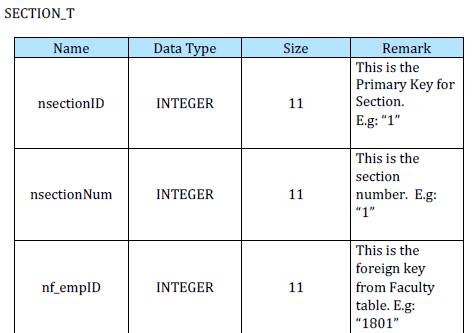 SECTION_T
Name Data Type Size Remark
nsectionID INTEGER 11 This is the
Primary Key for
Section.
E.g: “1”
nsectionNum INTEGER 11 This is the
section
number. E.g:
“1”
nf_empID INTEGER 11 This is the
foreign key
from Faculty
table. E.g:
“1801”